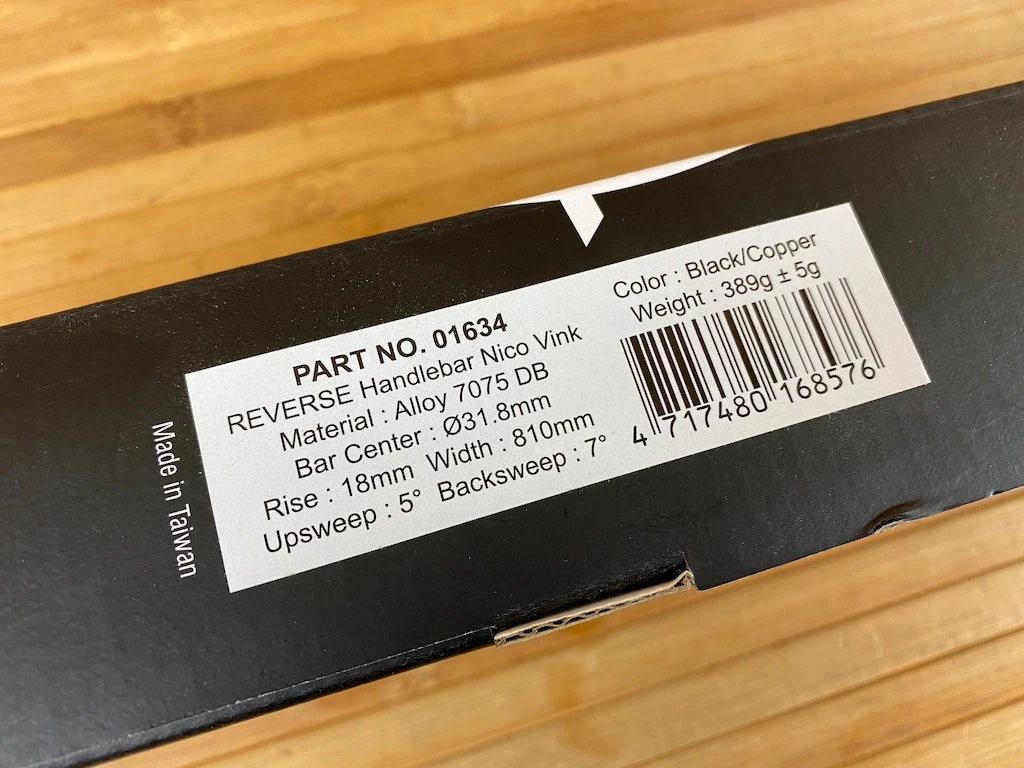 PART NO. 01634
REVERSE Handlebar Nico Vink
Material : Alloy 7075 DB
Bar Center : Ø31.8mm
Rise : 18mm Width : 810mm
Upsweep : 5° Backsweep : 7°
Color : Black/Copper
Weight : 389g ± 5g
4 717480 168576
Made in Taiwan